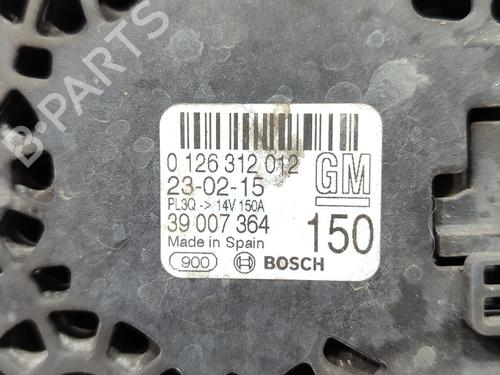 B-PARTS
0 126 312 012
23-02-15
PL3Q -> 14V 150A
39 007 364
Made in Spain
900 BOSCH
GM
150